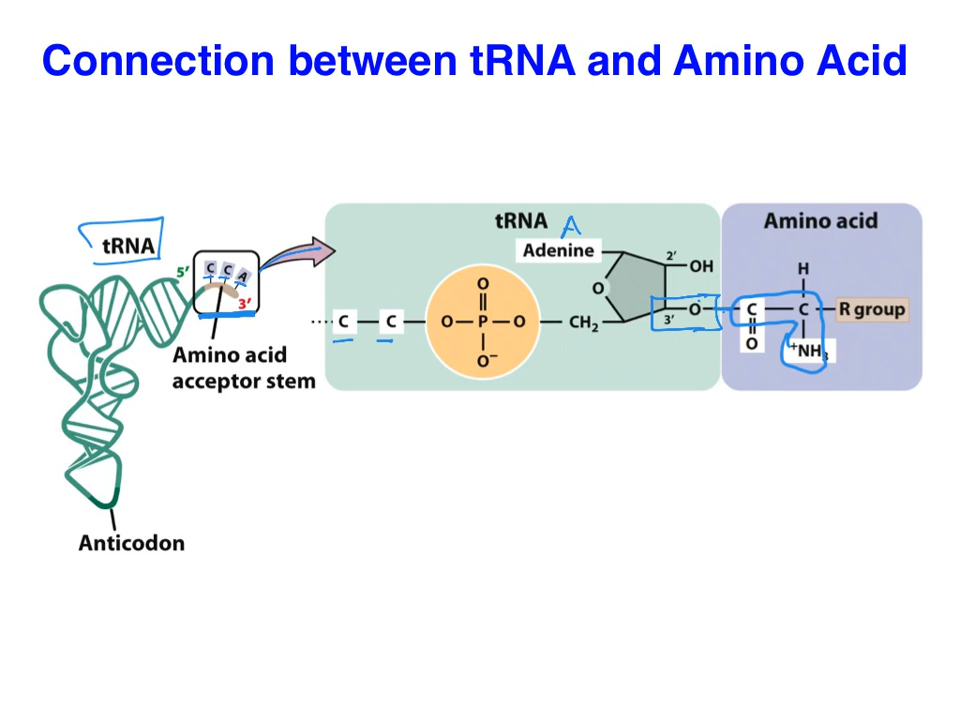 Connection between tRNA and Amino Acid
tRNA
5'
C C A
3'
Amino acid
acceptor stem
Anticodon
tRNA A
Adenine
2'
OH
O
O
C C O P O CH2 3' O
O-
Amino acid
H
C C R group
O +NH3